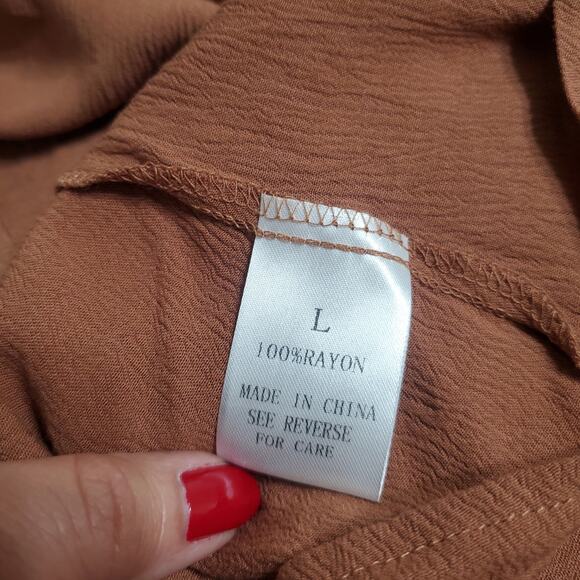 L
100%RAYON
MADE IN CHINA
SEE REVERSE
FOR CARE